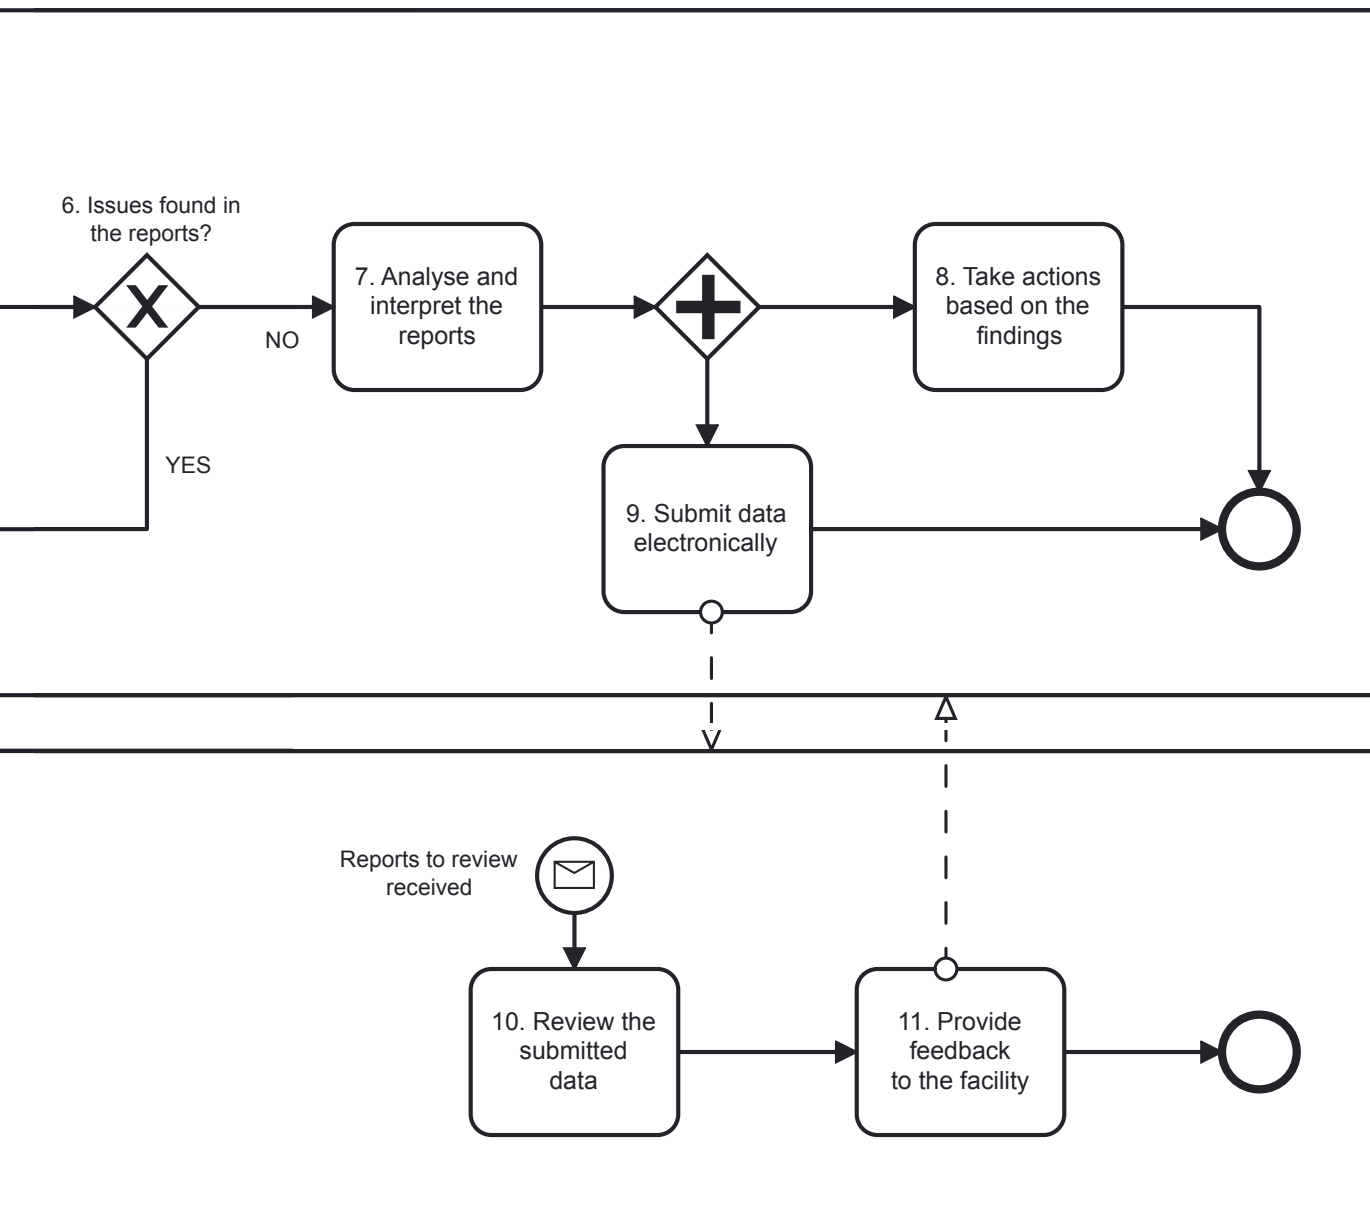 6. Issues found in
the reports?
X
NO
YES
7. Analyse and
interpret the
reports
8. Take actions
based on the
findings
9. Submit data
electronically
Reports to review
received
10. Review the
submitted
data
11. Provide
feedback
to the facility